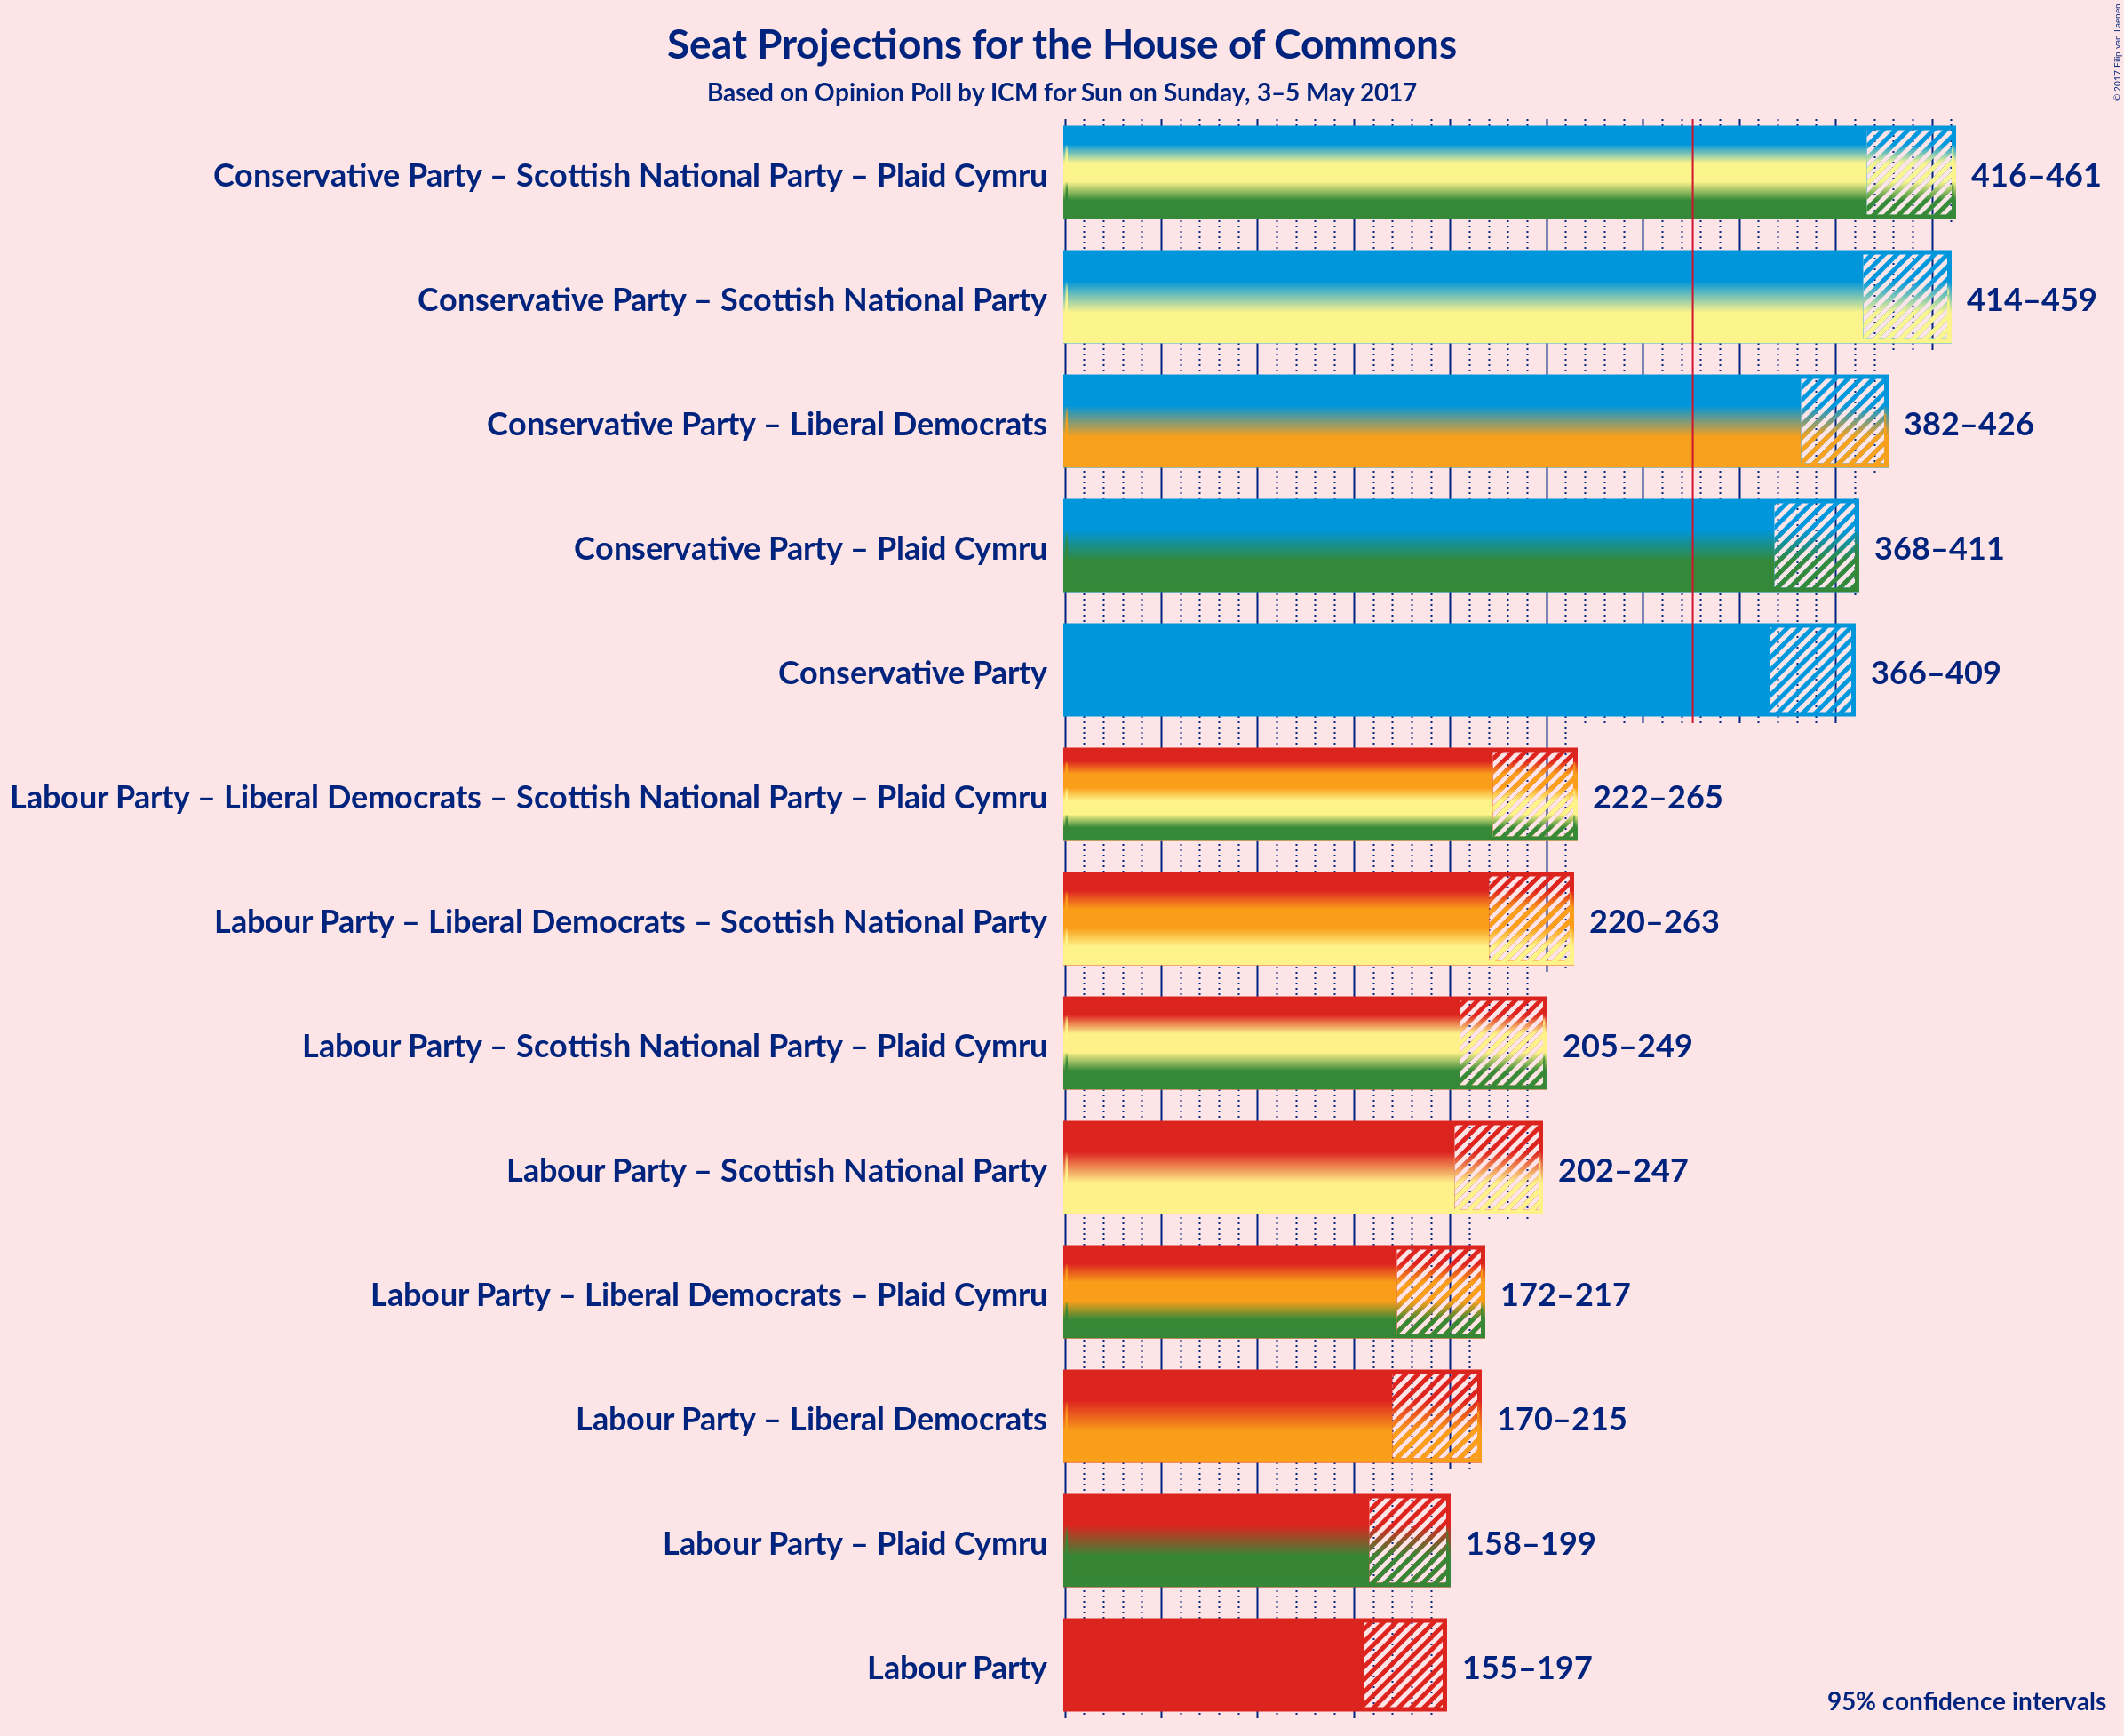 Seat Projections for the House of Commons
Based on Opinion Poll by ICM for Sun on Sunday, 3–5 May 2017
© 2017 Filip van Laenen
Conservative Party – Scottish National Party – Plaid Cymru 416–461
Conservative Party – Scottish National Party 414–459
Conservative Party – Liberal Democrats 382–426
Conservative Party – Plaid Cymru 368–411
Conservative Party 366–409
Labour Party – Liberal Democrats – Scottish National Party – Plaid Cymru 222–265
Labour Party – Liberal Democrats – Scottish National Party 220–263
Labour Party – Scottish National Party – Plaid Cymru 205–249
Labour Party – Scottish National Party 202–247
Labour Party – Liberal Democrats – Plaid Cymru 172–217
Labour Party – Liberal Democrats 170–215
Labour Party – Plaid Cymru 158–199
Labour Party 155–197
95% confidence intervals